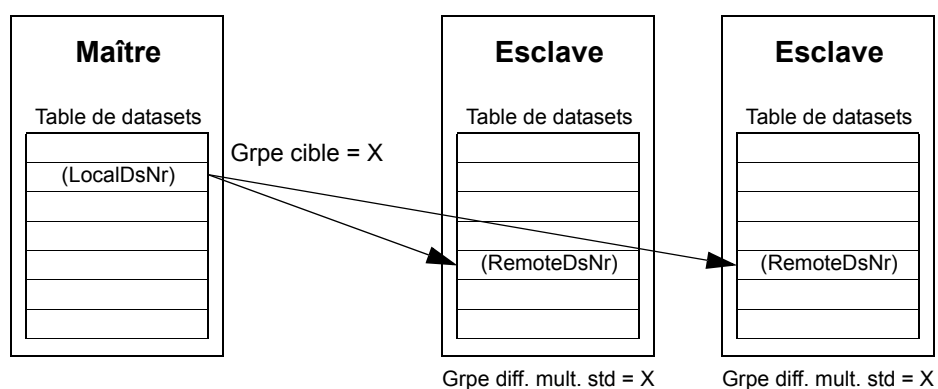 Maître
Table de datasets
(LocalDsNr)
Grpe cible = X
Esclave
Table de datasets
(RemoteDsNr)
Grpe diff. mult. std = X
Esclave
Table de datasets
(RemoteDsNr)
Grpe diff. mult. std = X